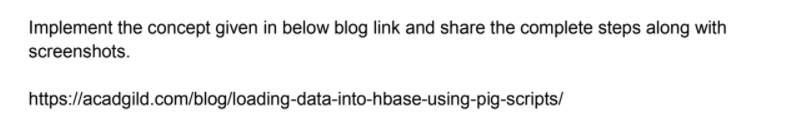 Implement the concept given in below blog link and share the complete steps along with
screenshots.
https://acadgild.com/blog/loading-data-into-hbase-using-pig-scripts/